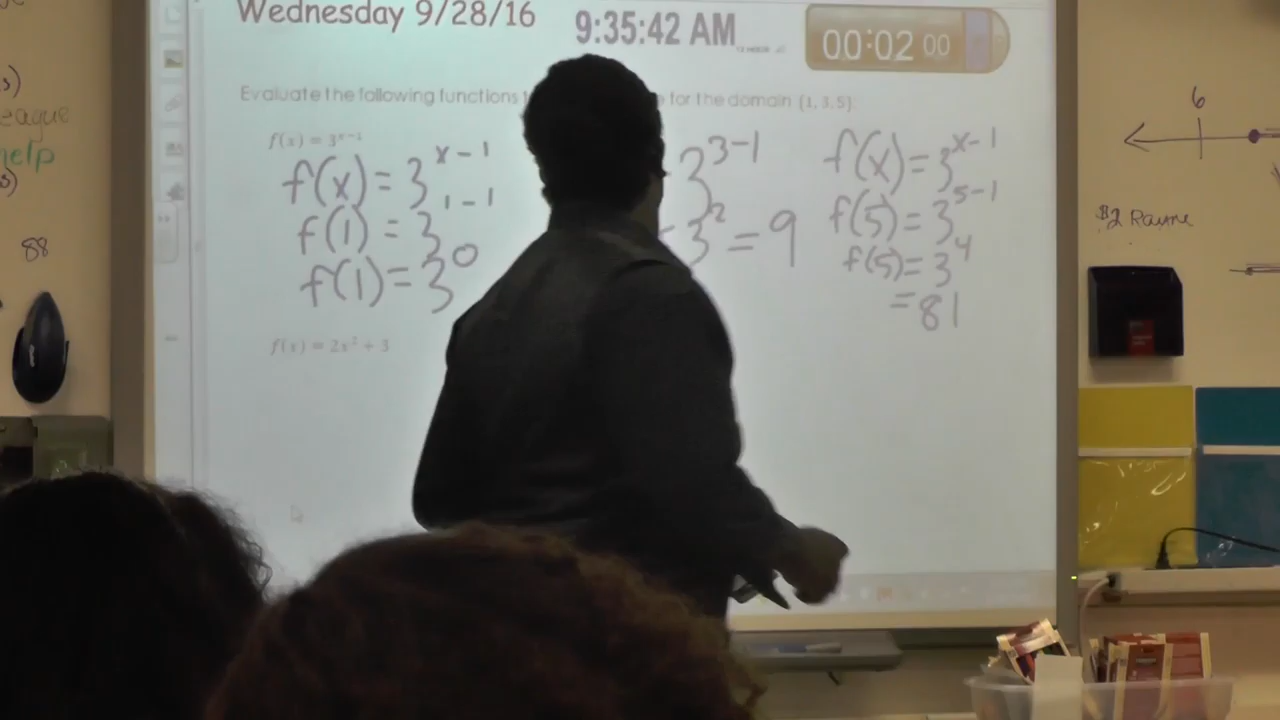 Wednesday 9/28/16
9:35:42 AM
00:02 00
Evaluate the following functions for the domain {1, 3, 5}.
f(x) = 3^{x-1}
f(x) = 3^{x-1}
f(1) = 3^{1-1}
f(1) = 3^0
3^{3-1}
3^2 = 9
f(x) = 3^{x-1}
f(5) = 3^{5-1}
f(5) = 3^4
= 81
f(x) = 2x² + 3
eague
help
88
6
$2